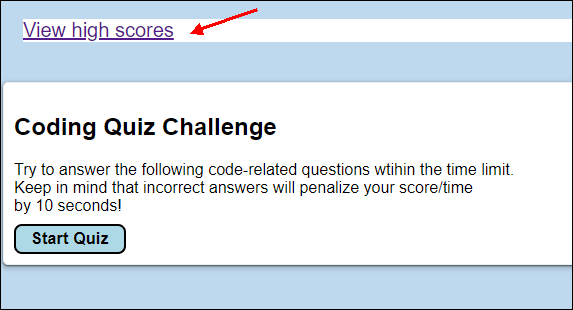 View high scores
Coding Quiz Challenge
Try to answer the following code-related questions wtihin the time limit.
Keep in mind that incorrect answers will penalize your score/time
by 10 seconds!
Start Quiz